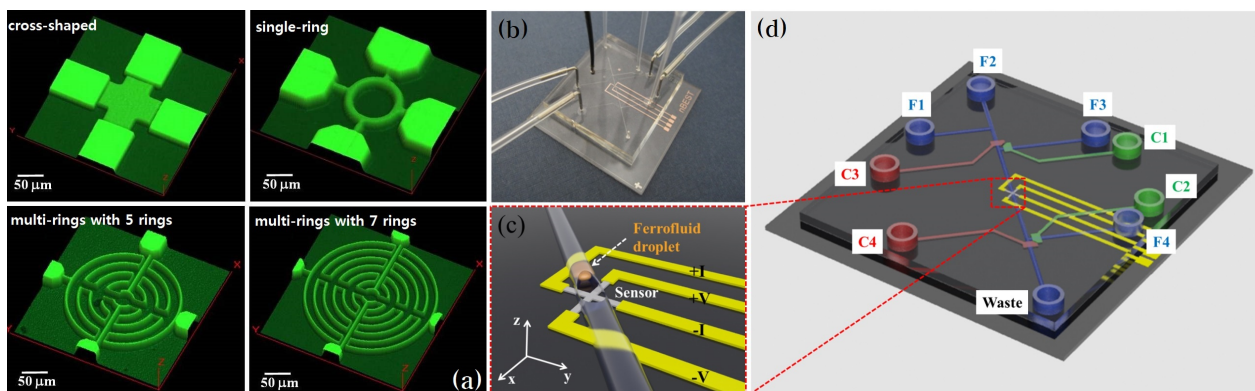 cross-shaped
50 µm
X
Y
Z
single-ring
50 µm
X
Y
Z
multi-rings with 5 rings
50 µm
X
Y
Z
multi-rings with 7 rings
50 µm
X
Y
Z
(a)
(b)
nBEST
+
(c)
Ferrofluid
droplet
Sensor
+I
+V
-I
-V
z
y
x
(d)
F2
F1
F3
C1
C3
C2
C4
F4
Waste